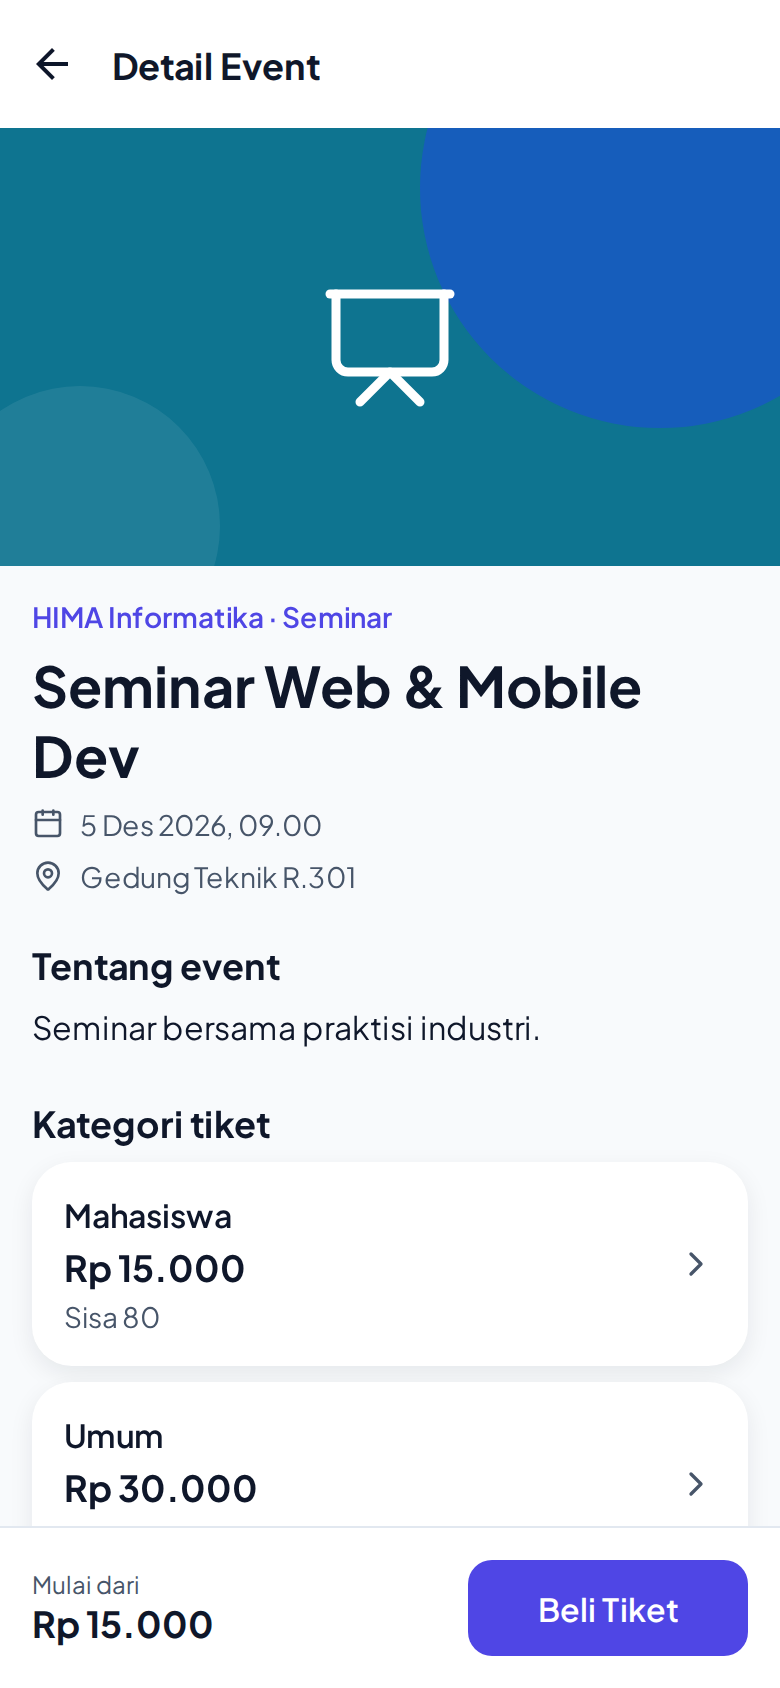 Detail Event
HIMA Informatika · Seminar
Seminar Web & Mobile
Dev
5 Des 2026, 09.00
Gedung Teknik R.301
Tentang event
Seminar bersama praktisi industri.
Kategori tiket
Mahasiswa
Rp 15.000
Sisa 80
Umum
Rp 30.000
Mulai dari
Rp 15.000
Beli Tiket